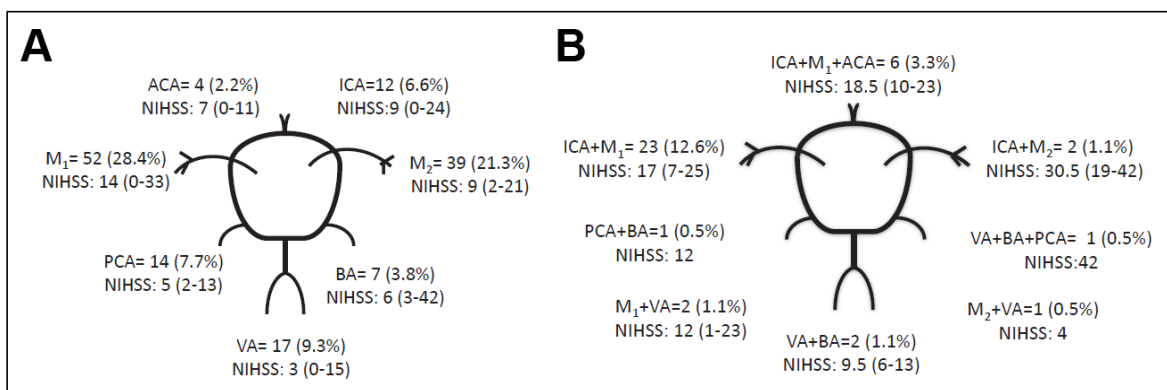 A
ACA= 4 (2.2%)
NIHSS: 7 (0-11)
ICA=12 (6.6%)
NIHSS:9 (0-24)
M₁= 52 (28.4%)
NIHSS: 14 (0-33)
M₂= 39 (21.3%)
NIHSS: 9 (2-21)
PCA= 14 (7.7%)
NIHSS: 5 (2-13)
BA= 7 (3.8%)
NIHSS: 6 (3-42)
VA= 17 (9.3%)
NIHSS: 3 (0-15)
B
ICA+M₁+ACA= 6 (3.3%)
NIHSS: 18.5 (10-23)
ICA+M₁= 23 (12.6%)
NIHSS: 17 (7-25)
ICA+M₂= 2 (1.1%)
NIHSS: 30.5 (19-42)
PCA+BA=1 (0.5%)
NIHSS: 12
VA+BA+PCA= 1 (0.5%)
NIHSS:42
M₁+VA=2 (1.1%)
NIHSS: 12 (1-23)
M₂+VA=1 (0.5%)
NIHSS: 4
VA+BA=2 (1.1%)
NIHSS: 9.5 (6-13)